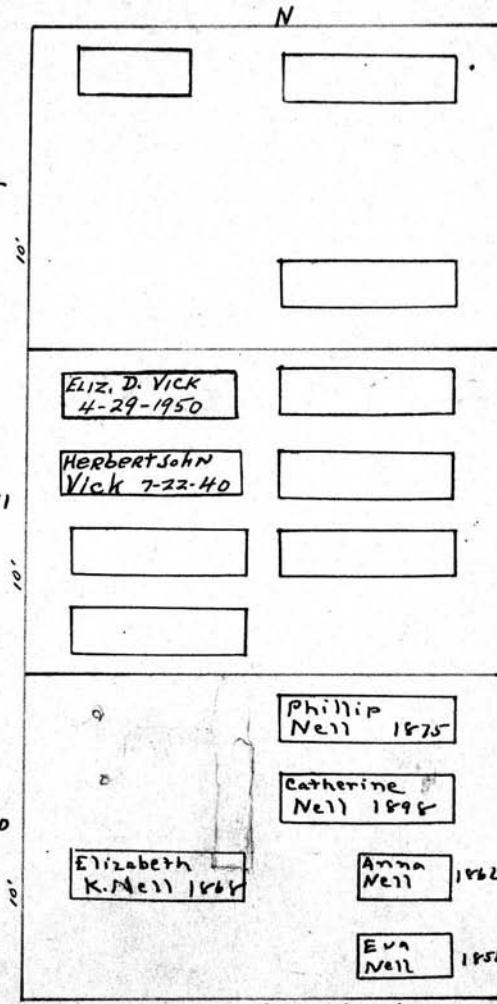 N
10'
ELIZ. D. VICK
4-29-1950
HERBERT JOHN
VICK 7-22-40
10'
Phillip
Nell 1875
Catherine
Nell 1898
Elizabeth
K. Nell 1868
Anna
Nell 1862
Eva
Nell
10'